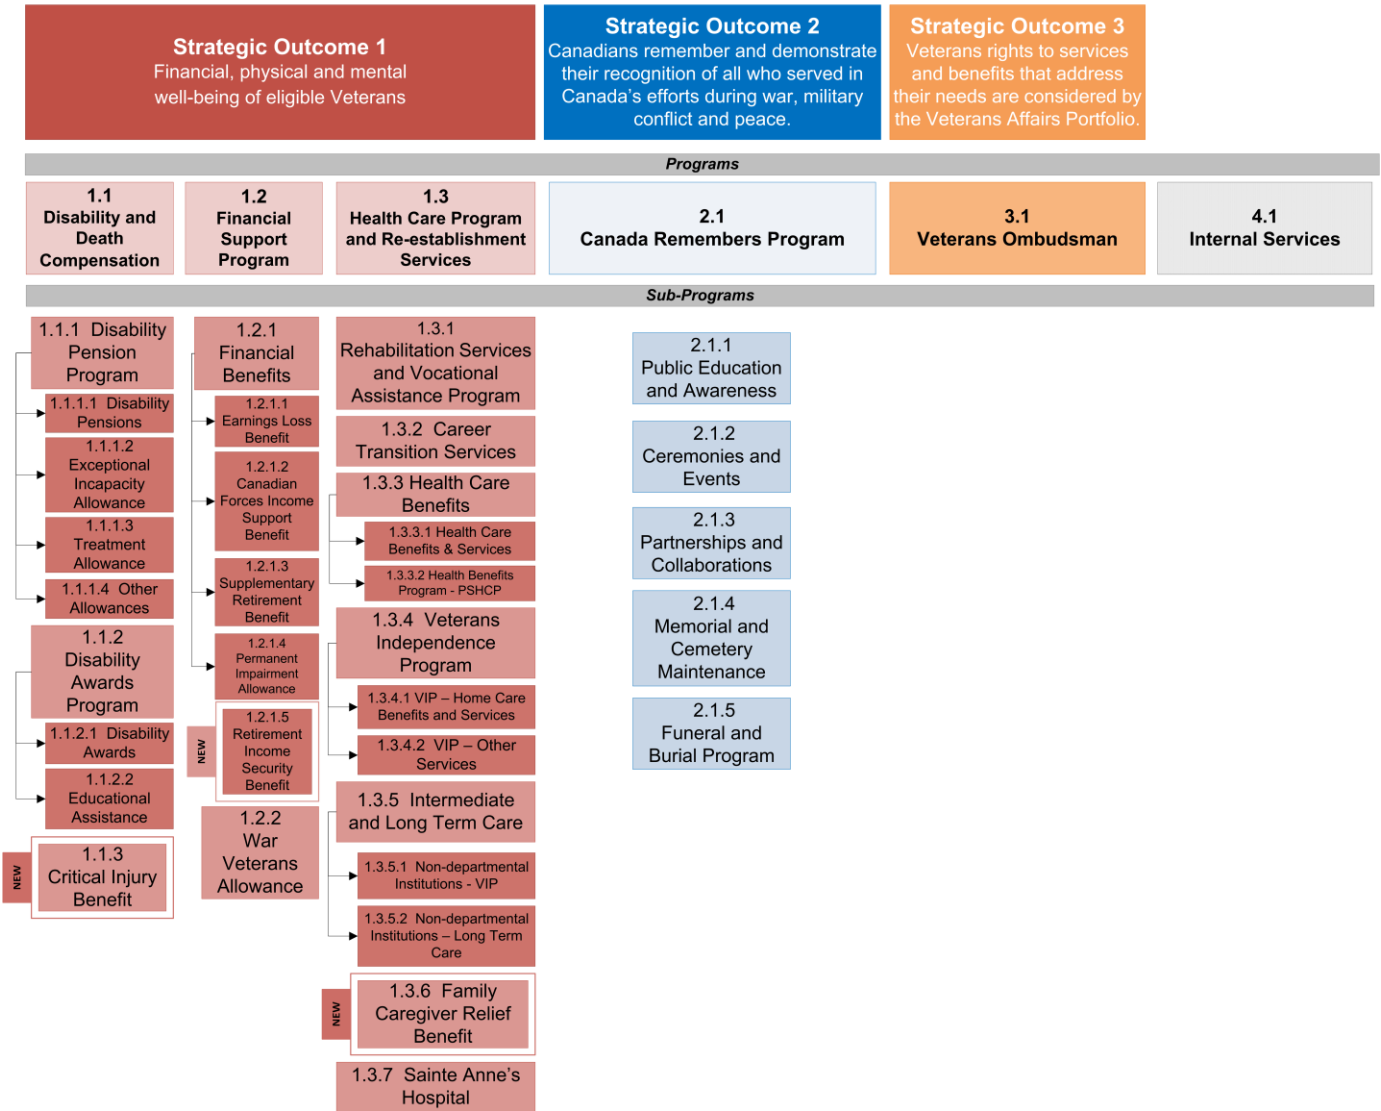 Strategic Outcome 1
Financial, physical and mental
well-being of eligible Veterans
Strategic Outcome 2
Canadians remember and demonstrate
their recognition of all who served in
Canada's efforts during war, military
conflict and peace.
Strategic Outcome 3
Veterans rights to services
and benefits that address
their needs are considered by
the Veterans Affairs Portfolio.
Programs
1.1
Disability and
Death
Compensation
1.2
Financial
Support
Program
1.3
Health Care Program
and Re-establishment
Services
2.1
Canada Remembers Program
3.1
Veterans Ombudsman
4.1
Internal Services
Sub-Programs
1.1.1 Disability
Pension
Program
1.1.1.1 Disability
Pensions
1.1.1.2
Exceptional
Incapacity
Allowance
1.1.1.3
Treatment
Allowance
1.1.1.4 Other
Allowances
1.1.2
Disability
Awards
Program
1.1.2.1 Disability
Awards
1.1.2.2
Educational
Assistance
NEW
1.1.3
Critical Injury
Benefit
1.2.1
Financial
Benefits
1.2.1.1
Earnings Loss
Benefit
1.2.1.2
Canadian
Forces Income
Support
Benefit
1.2.1.3
Supplementary
Retirement
Benefit
1.2.1.4
Permanent
Impairment
Allowance
NEW
1.2.1.5
Retirement
Income
Security
Benefit
1.2.2
War
Veterans
Allowance
1.3.1
Rehabilitation Services
and Vocational
Assistance Program
1.3.2 Career
Transition Services
1.3.3 Health Care
Benefits
1.3.3.1 Health Care
Benefits & Services
1.3.3.2 Health Benefits
Program - PSHCP
1.3.4 Veterans
Independence
Program
1.3.4.1 VIP – Home Care
Benefits and Services
1.3.4.2 VIP – Other
Services
1.3.5 Intermediate
and Long Term Care
1.3.5.1 Non-departmental
Institutions - VIP
1.3.5.2 Non-departmental
Institutions – Long Term
Care
NEW
1.3.6 Family
Caregiver Relief
Benefit
1.3.7 Sainte Anne's
Hospital
2.1.1
Public Education
and Awareness
2.1.2
Ceremonies and
Events
2.1.3
Partnerships and
Collaborations
2.1.4
Memorial and
Cemetery
Maintenance
2.1.5
Funeral and
Burial Program